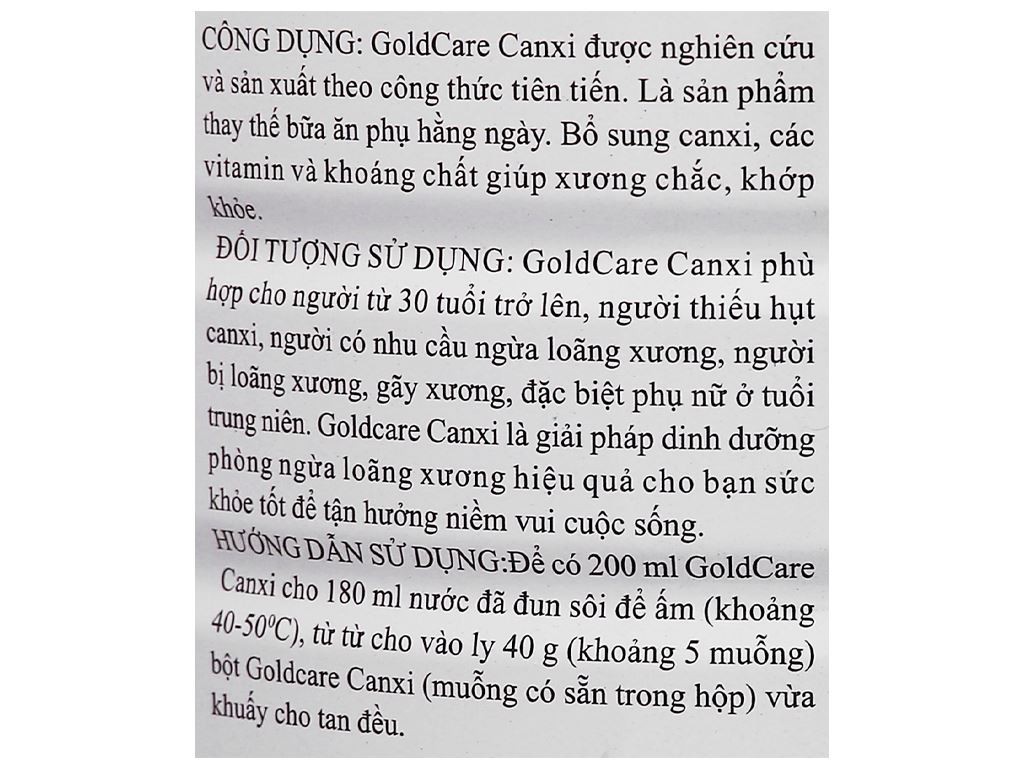 CÔNG DỤNG: GoldCare Canxi được nghiên cứu
và sản xuất theo công thức tiên tiến. Là sản phẩm
thay thế bữa ăn phụ hằng ngày. Bổ sung canxi, các
vitamin và khoáng chất giúp xương chắc, khớp
khỏe.
ĐỐI TƯỢNG SỬ DỤNG: GoldCare Canxi phù
hợp cho người từ 30 tuổi trở lên, người thiếu hụt
canxi, người có nhu cầu ngừa loãng xương, người
bị loãng xương, gãy xương, đặc biệt phụ nữ ở tuổi
trung niên. Goldcare Canxi là giải pháp dinh dưỡng
phòng ngừa loãng xương hiệu quả cho bạn sức
khỏe tốt để tận hưởng niềm vui cuộc sống.
HƯỚNG DẪN SỬ DỤNG:Để có 200 ml GoldCare
Canxi cho 180 ml nước đã đun sôi để ấm (khoảng
40-50⁰C), từ từ cho vào ly 40 g (khoảng 5 muỗng)
bột Goldcare Canxi (muỗng có sẵn trong hộp) vừa
khuấy cho tan đều.